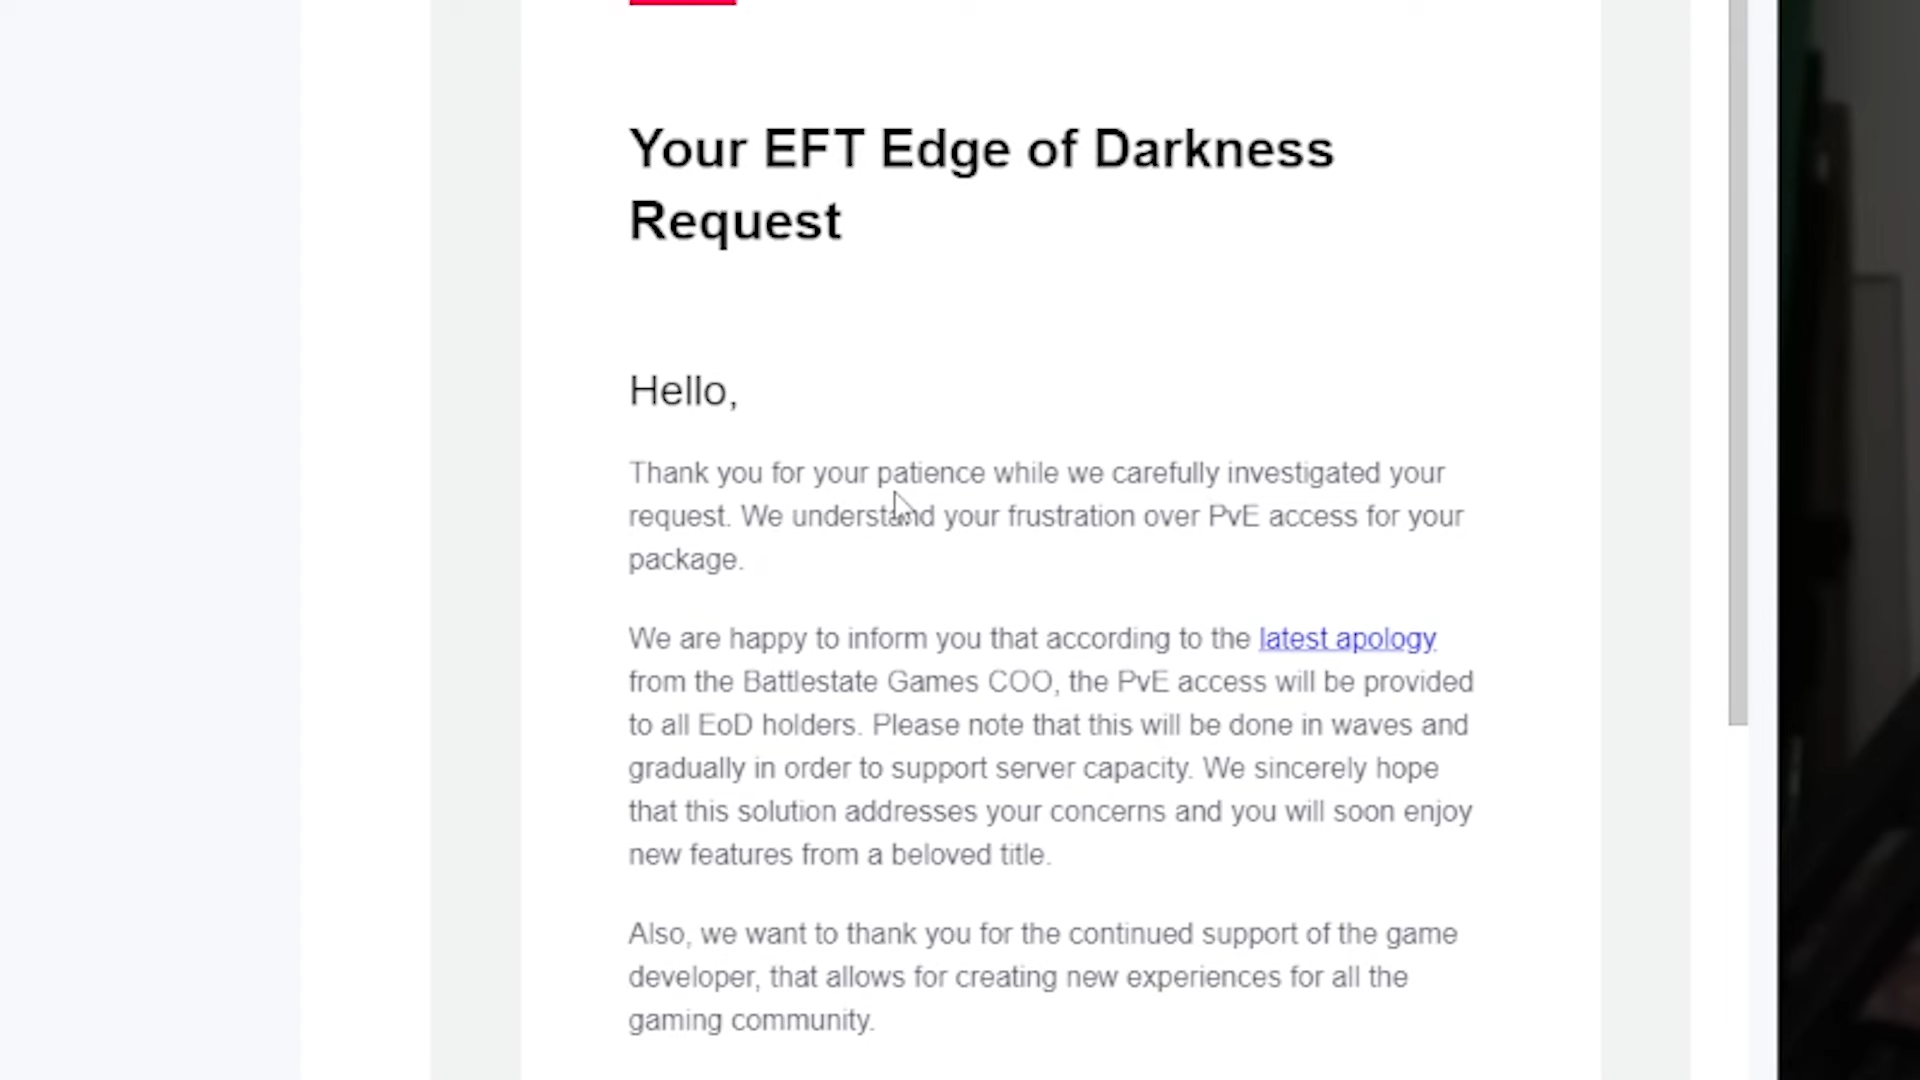 Your EFT Edge of Darkness
Request
Hello,
Thank you for your patience while we carefully investigated your
request. We understand your frustration over PvE access for your
package.
We are happy to inform you that according to the latest apology
from the Battlestate Games COO, the PvE access will be provided
to all EoD holders. Please note that this will be done in waves and
gradually in order to support server capacity. We sincerely hope
that this solution addresses your concerns and you will soon enjoy
new features from a beloved title.
Also, we want to thank you for the continued support of the game
developer, that allows for creating new experiences for all the
gaming community.